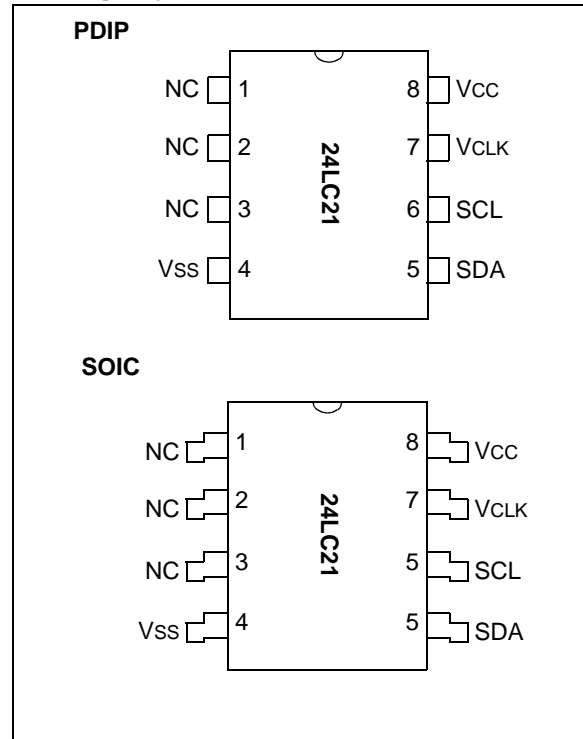 PDIP
NC 1 8 VCC
NC 2 7 VCLK
NC 3 6 SCL
VSS 4 5 SDA
24LC21
SOIC
NC 1 8 VCC
NC 2 7 VCLK
NC 3 5 SCL
VSS 4 5 SDA
24LC21